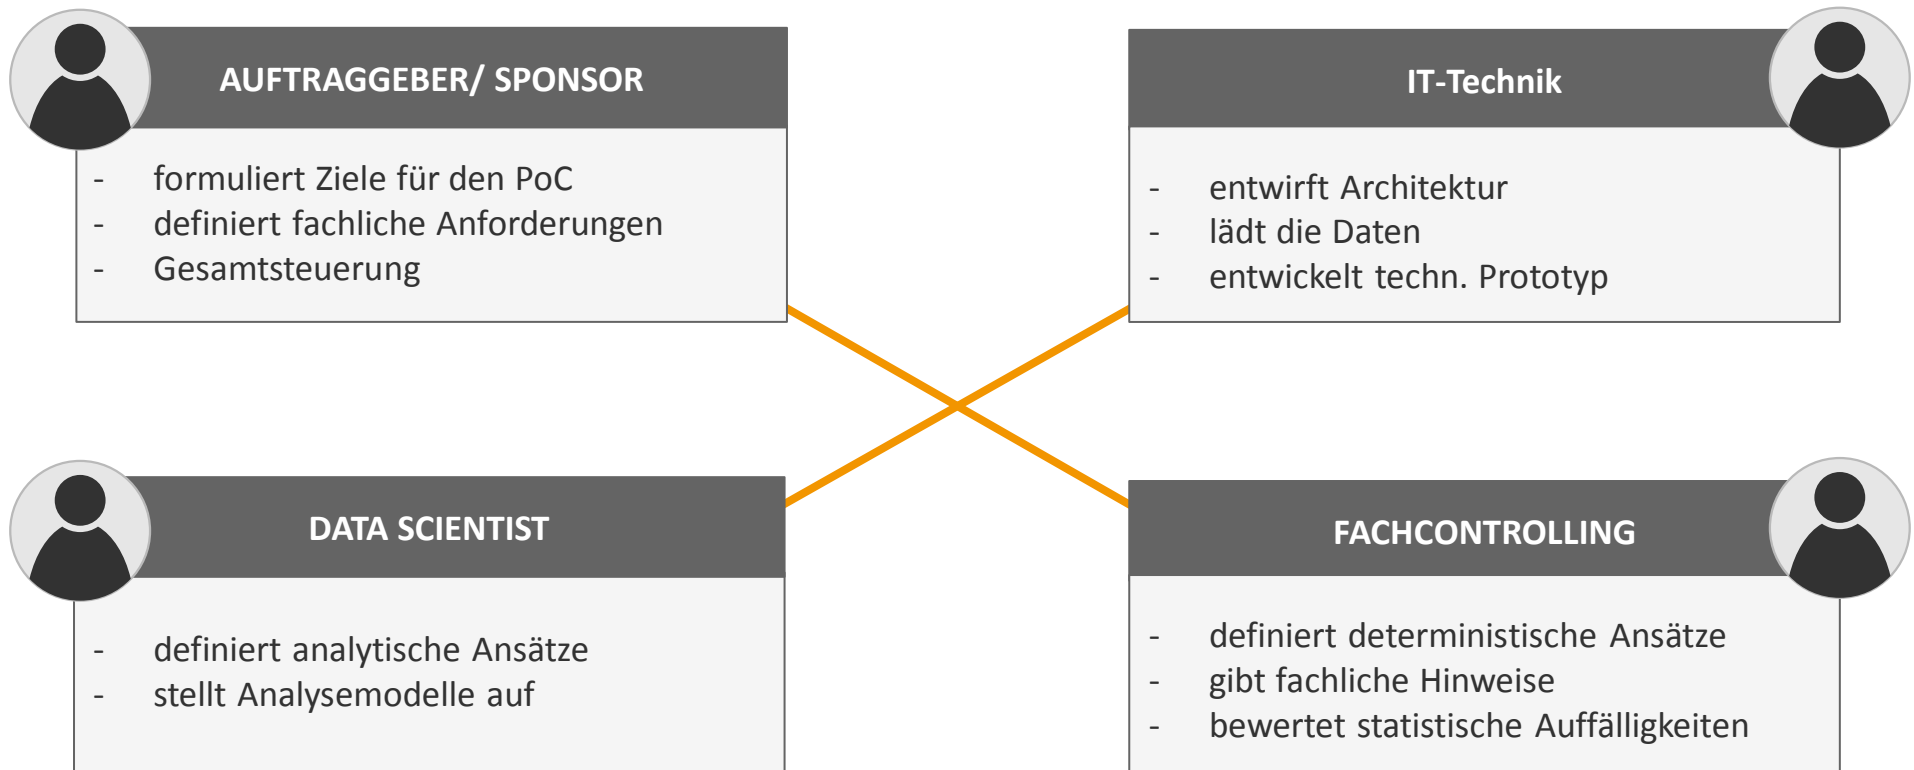 AUFTRAGGEBER/ SPONSOR
- formuliert Ziele für den PoC
- definiert fachliche Anforderungen
- Gesamtsteuerung
IT-Technik
- entwirft Architektur
- lädt die Daten
- entwickelt techn. Prototyp
DATA SCIENTIST
- definiert analytische Ansätze
- stellt Analysemodelle auf
FACHCONTROLLING
- definiert deterministische Ansätze
- gibt fachliche Hinweise
- bewertet statistische Auffälligkeiten